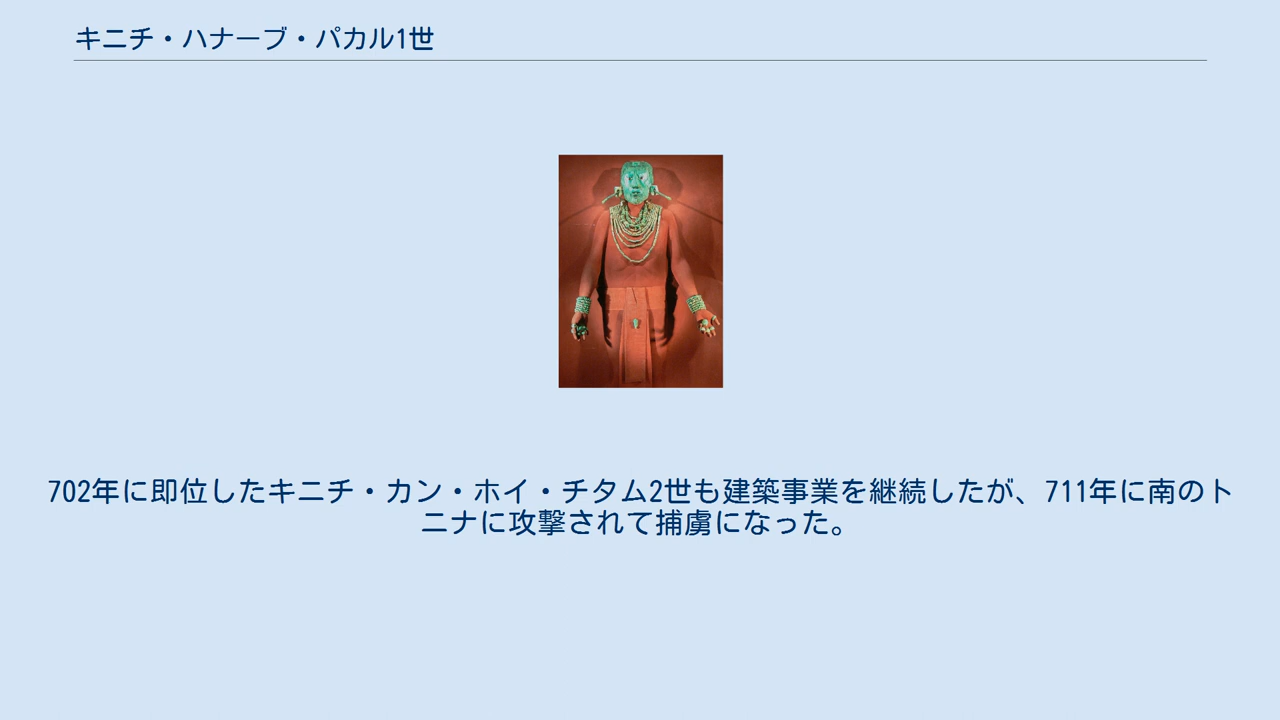 キニチ・ハナーブ・パカル1世
702年に即位したキニチ・カン・ホイ・チタム2世も建築事業を継続したが、711年に南のト
ニナに攻撃されて捕虜になった。